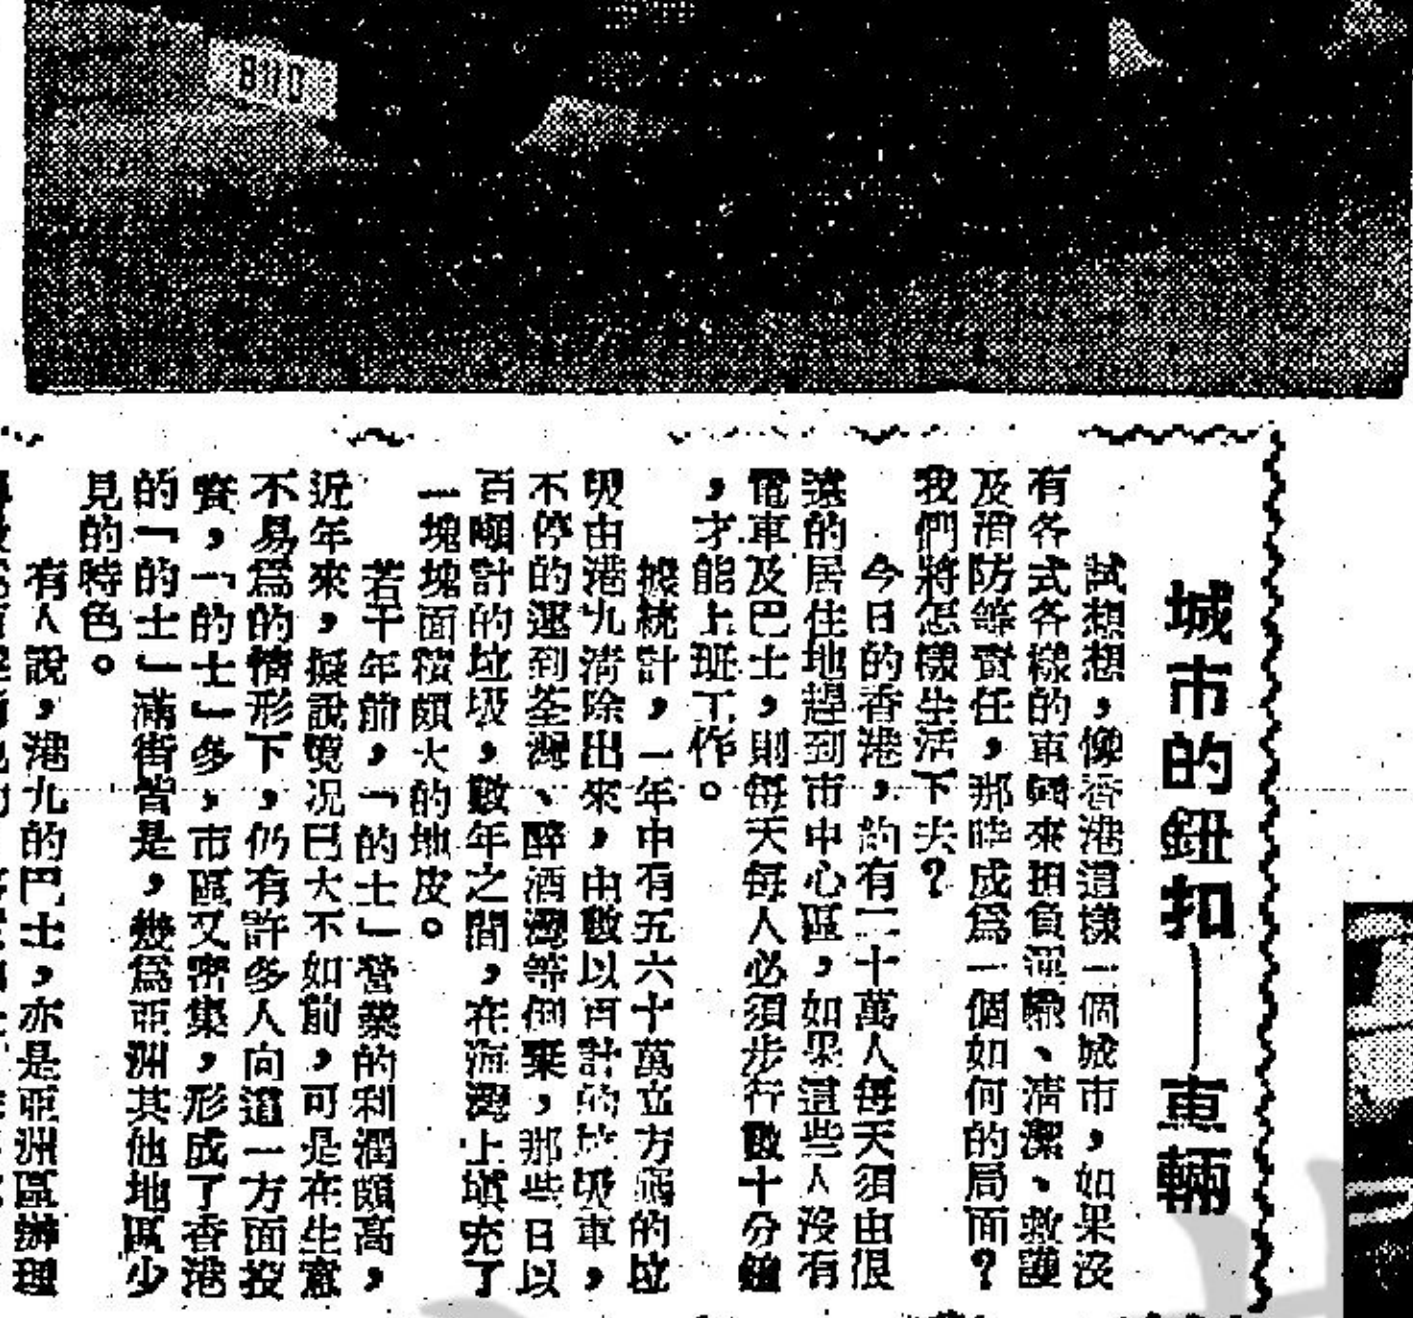 城市的鈕扣——車輛
試想想，像香港這樣一個城市，如果沒
有各式各樣的車輛來担負運輸、清潔、救護
及消防等責任，那時成爲一個如何的局面？
我們將怎樣生活下去？
今日的香港，約有二十萬人每天須由很
遠的居住地趕到市中心區，如果這些人沒有
電車及巴士，則每天每人必須步行數十分鐘
，才能上班工作。
據統計，一年中有五六十萬立方碼的垃
圾由港九清除出來，由數以百計的垃圾車，
不停的運到荃灣、醉酒灣等倒棄，那些日以
百噸計的垃圾，數年之間，在海灣上塡充了
一塊塊面積頗大的地皮。
若干年前，「的士」營業的利潤頗高，
近年來，擬說景况已大不如前，可是在生意
不易爲的情形下，仍有許多人向這一方面投
資，「的士」多，市區又密集，形成了香港
的「的士」滿街皆是，幾爲亞洲其他地區少
見的特色。
有人說，港九的巴士，亦是亞洲區辦理